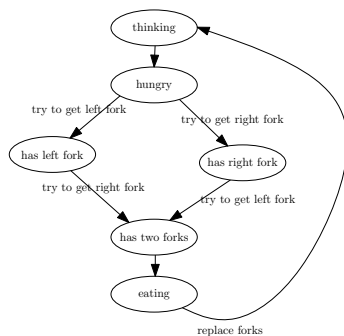 thinking
hungry
try to get left fork
try to get right fork
has left fork
has right fork
try to get right fork
try to get left fork
has two forks
eating
replace forks